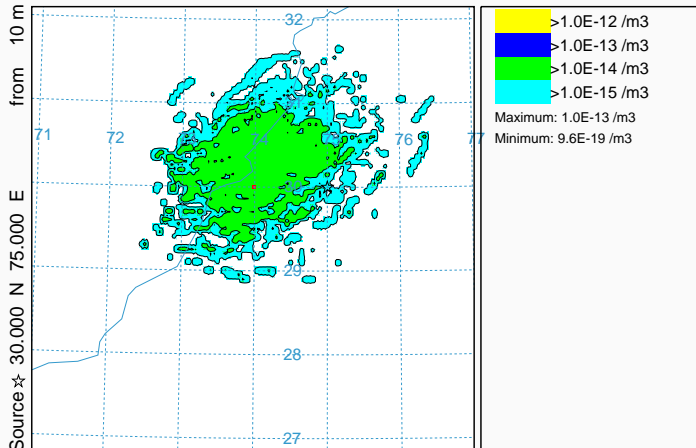 Source ☆ 30.000 N 75.000 E from 10 m
>1.0E-12 /m3
>1.0E-13 /m3
>1.0E-14 /m3
>1.0E-15 /m3
Maximum: 1.0E-13 /m3
Minimum: 9.6E-19 /m3
32
71
72
74
76
77
29
28
27